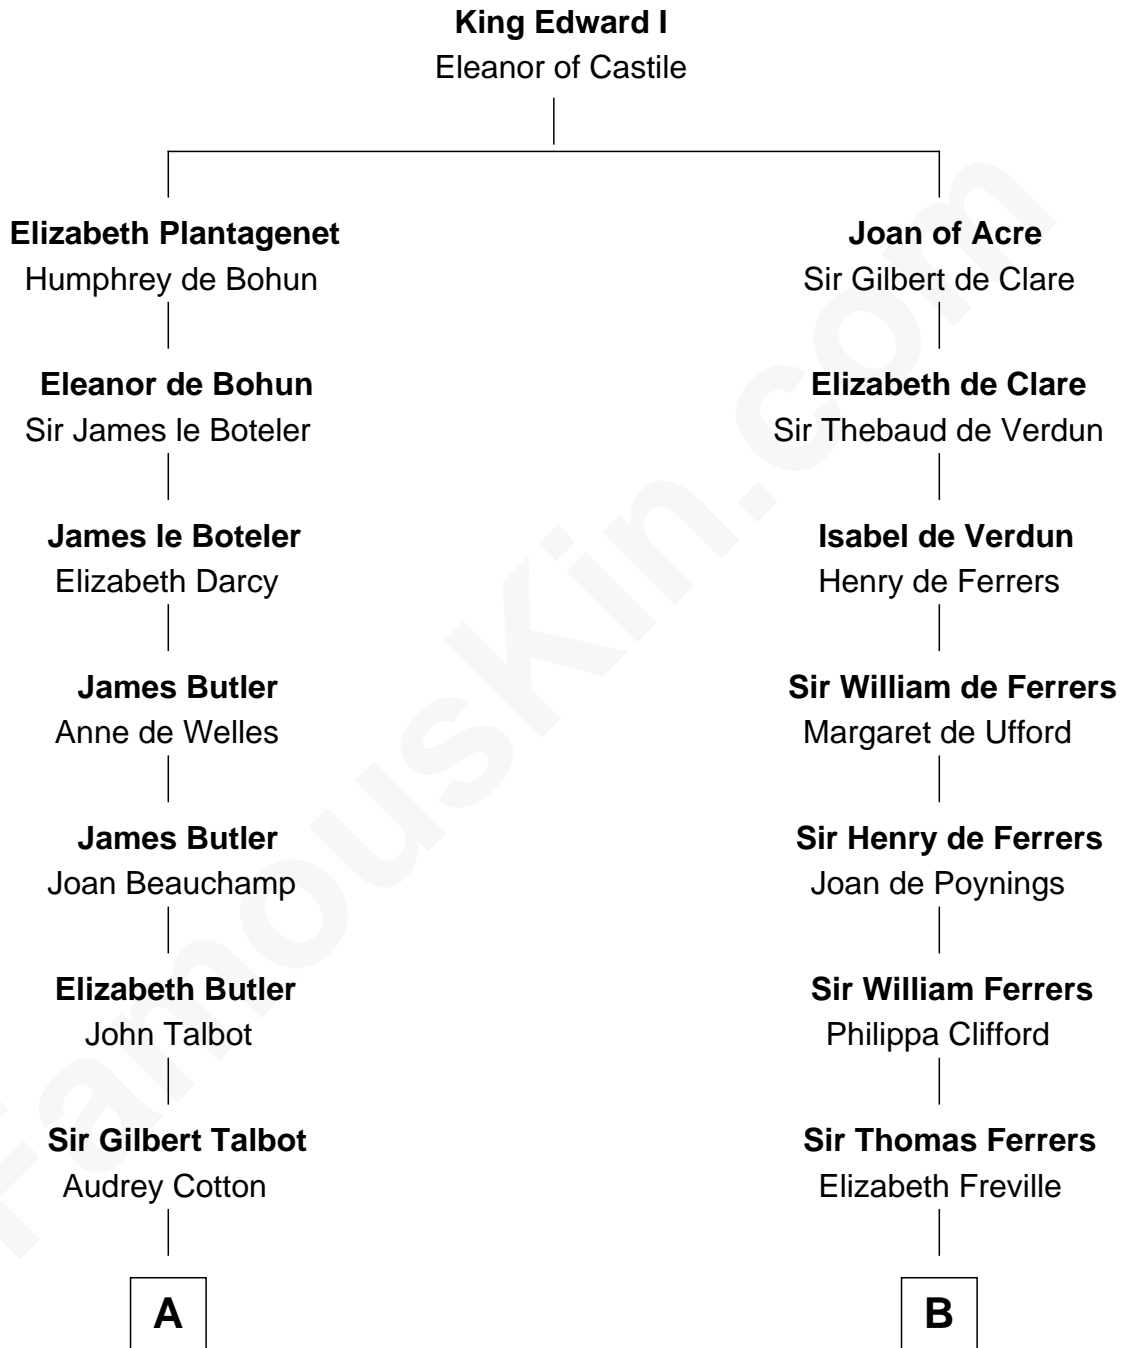 King Edward I
Eleanor of Castile
Elizabeth Plantagenet
Humphrey de Bohun
Eleanor de Bohun
Sir James le Boteler
James le Boteler
Elizabeth Darcy
James Butler
Anne de Welles
James Butler
Joan Beauchamp
Elizabeth Butler
John Talbot
Sir Gilbert Talbot
Audrey Cotton
A
Joan of Acre
Sir Gilbert de Clare
Elizabeth de Clare
Sir Thebaud de Verdun
Isabel de Verdun
Henry de Ferrers
Sir William de Ferrers
Margaret de Ufford
Sir Henry de Ferrers
Joan de Poynings
Sir William Ferrers
Philippa Clifford
Sir Thomas Ferrers
Elizabeth Freville
B
FamousKin.com